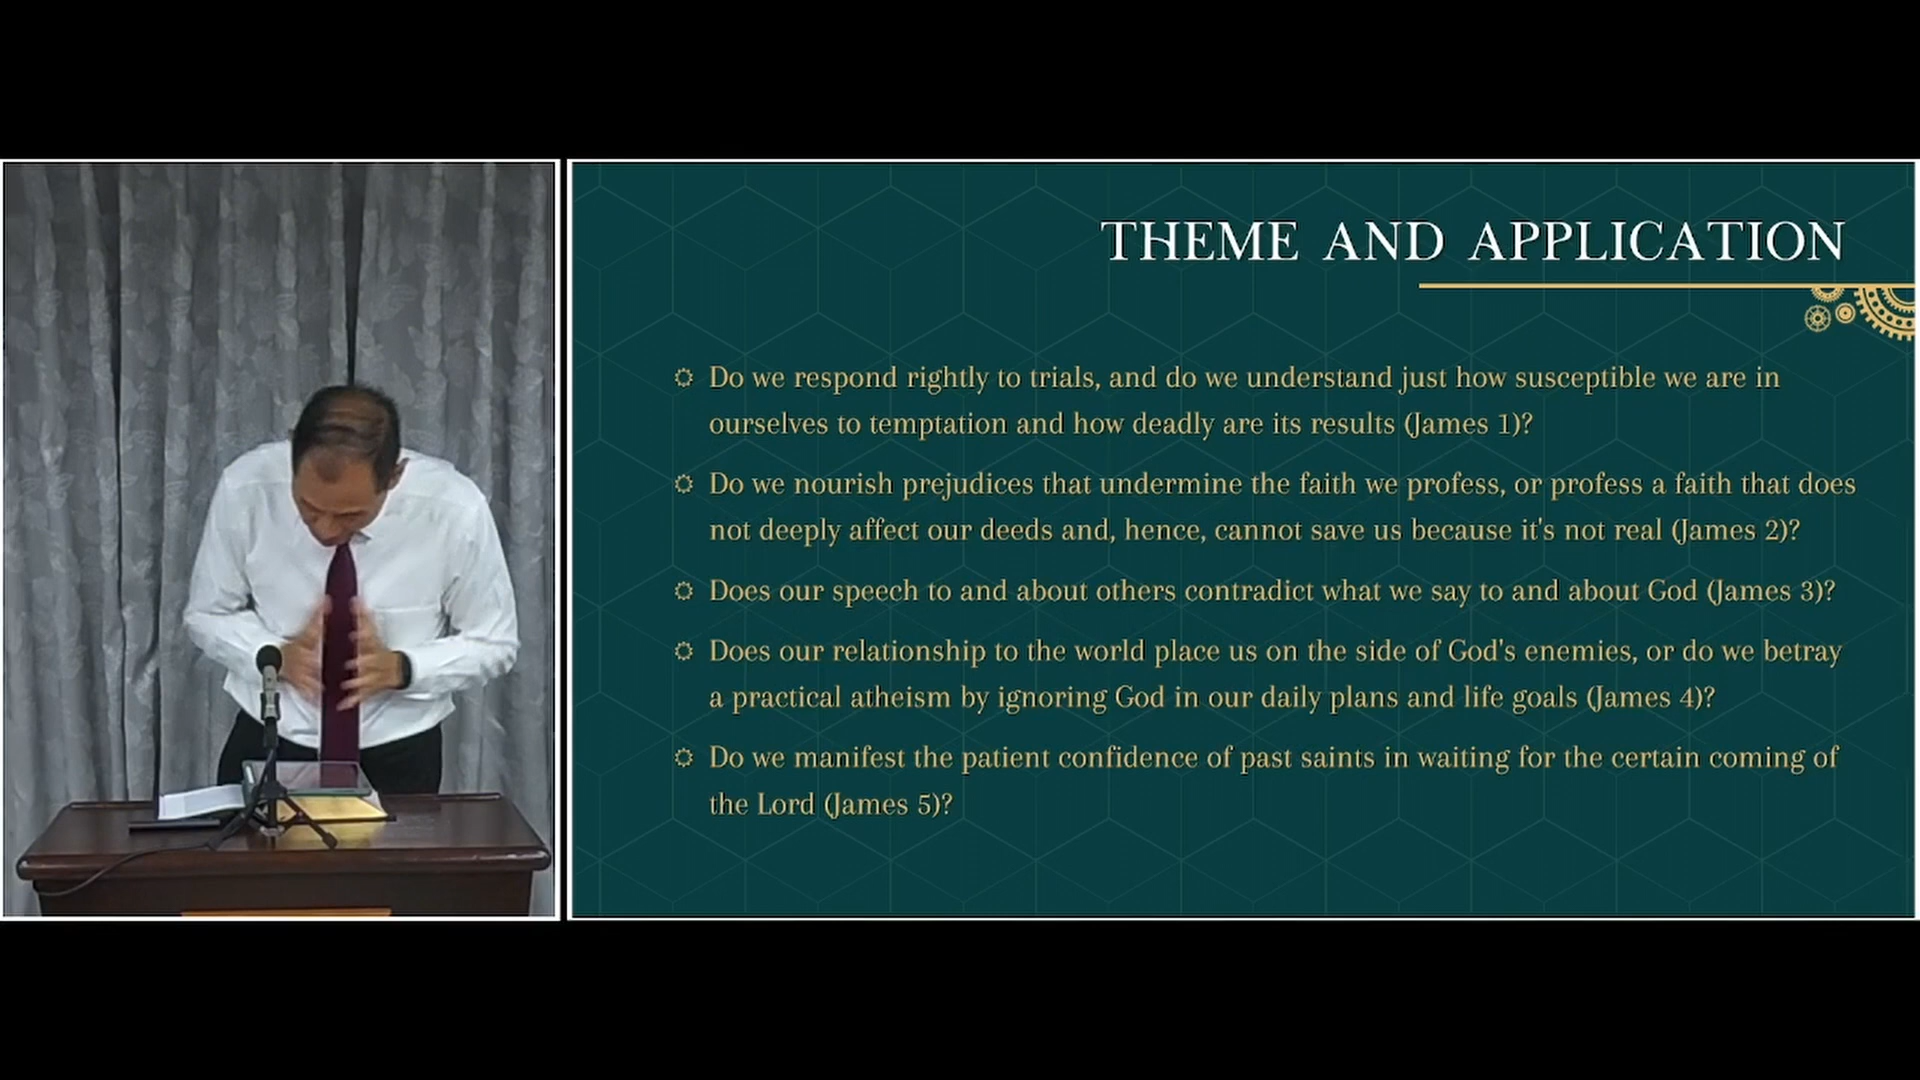 THEME AND APPLICATION
Do we respond rightly to trials, and do we understand just how susceptible we are in
ourselves to temptation and how deadly are its results (James 1)?
Do we nourish prejudices that undermine the faith we profess, or profess a faith that does
not deeply affect our deeds and, hence, cannot save us because it's not real (James 2)?
Does our speech to and about others contradict what we say to and about God (James 3)?
Does our relationship to the world place us on the side of God's enemies, or do we betray
a practical atheism by ignoring God in our daily plans and life goals (James 4)?
Do we manifest the patient confidence of past saints in waiting for the certain coming of
the Lord (James 5)?